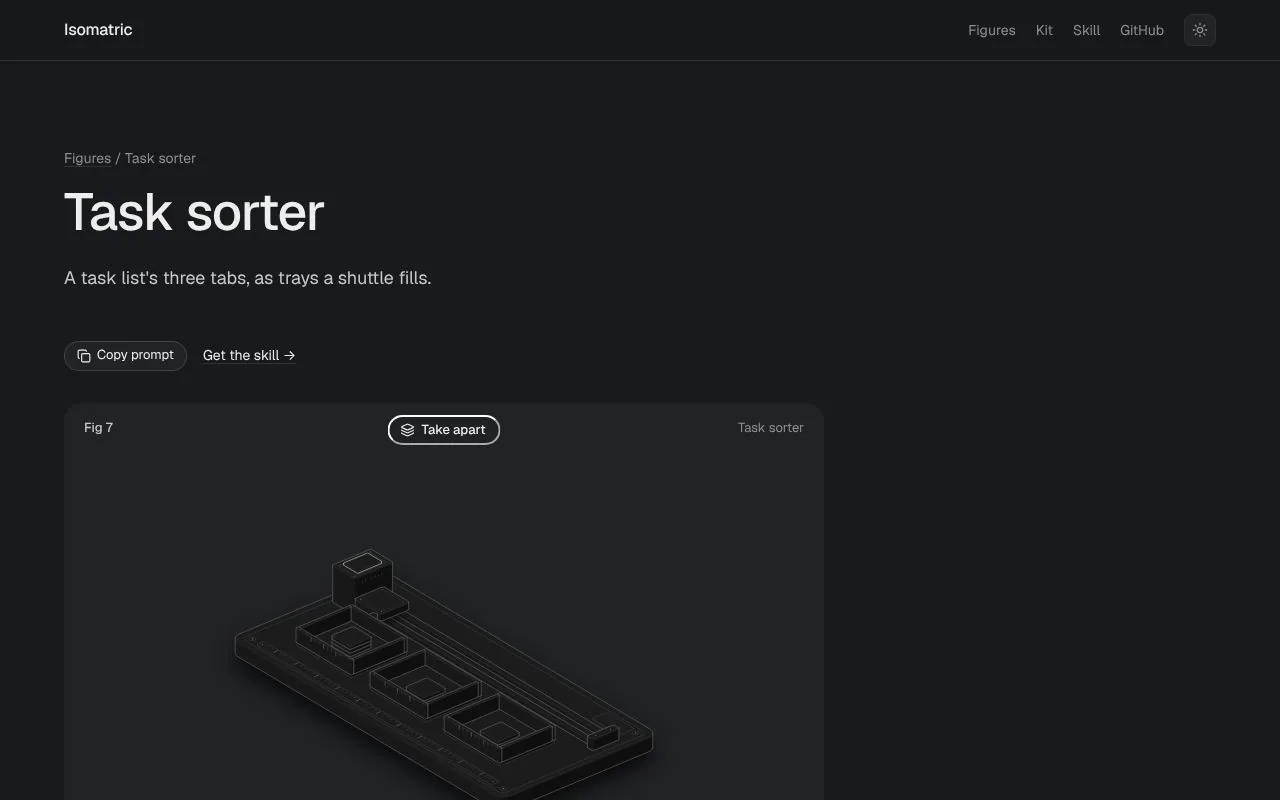 Isomatric
Figures Kit Skill GitHub
Figures / Task sorter
Task sorter
A task list's three tabs, as trays a shuttle fills.
Copy prompt Get the skill →
Fig 7 Take apart Task sorter